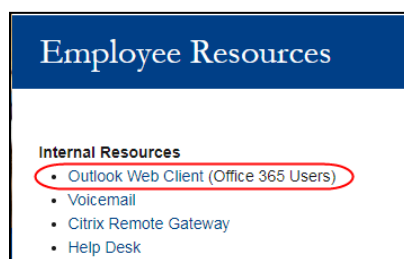 Employee Resources
Internal Resources
• Outlook Web Client (Office 365 Users)
• Voicemail
• Citrix Remote Gateway
• Help Desk